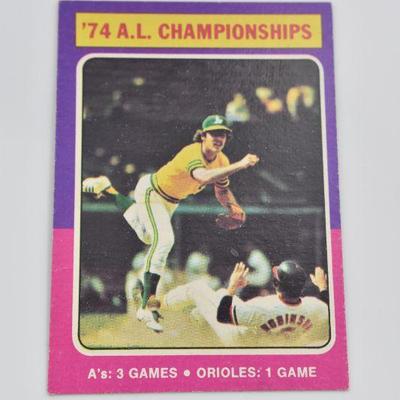 '74 A.L. CHAMPIONSHIPS
ROBINSON
A's: 3 GAMES • ORIOLES: 1 GAME